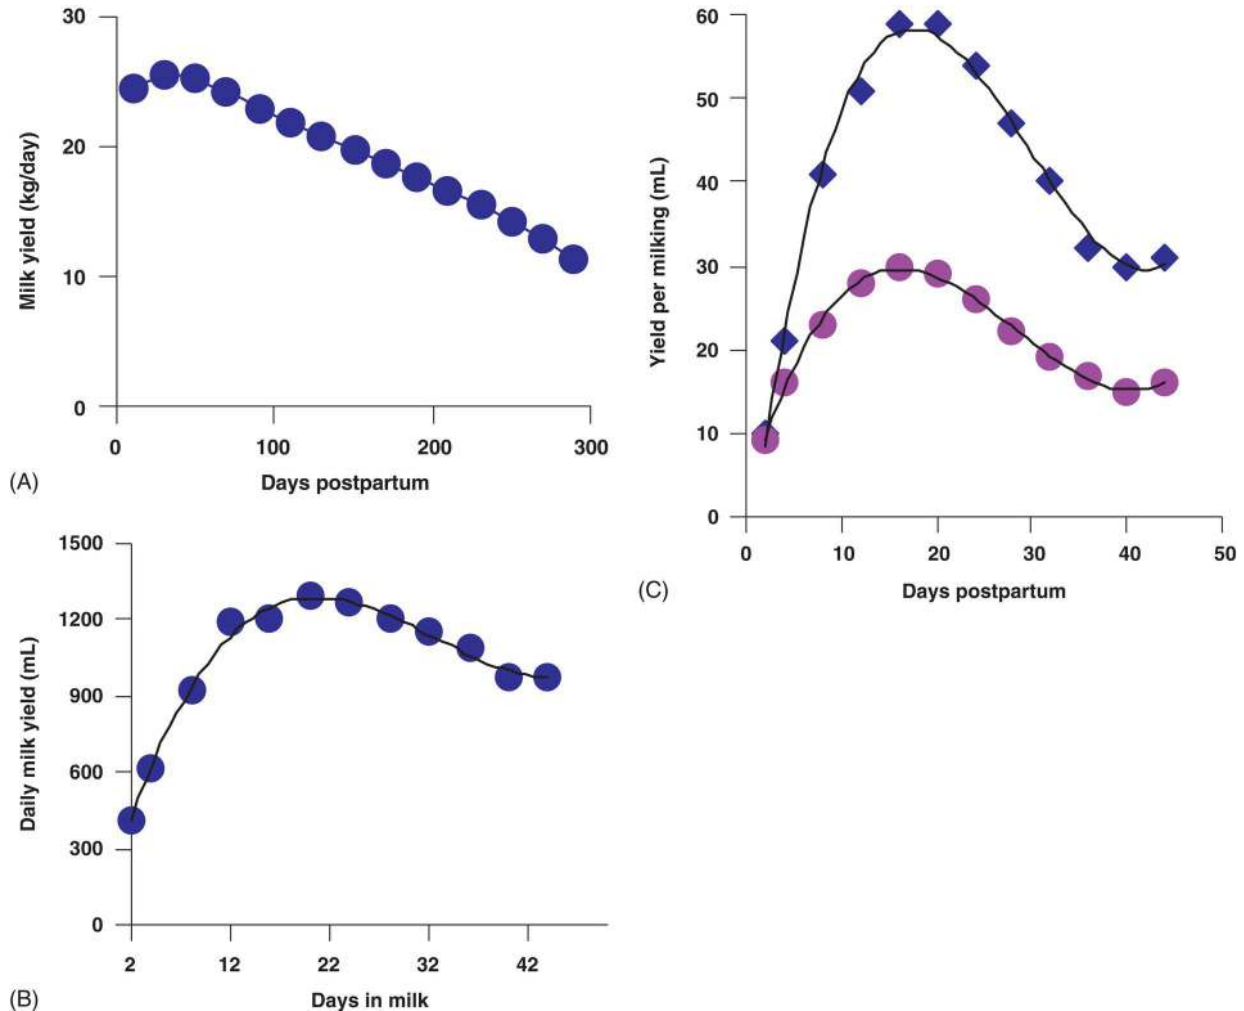 30
20
10
0
Milk yield (kg/day)
0 100 200 300
Days postpartum
(A)
1500
1200
900
600
300
0
Daily milk yield (mL)
2 12 22 32 42
Days in milk
(B)
60
50
40
30
20
10
0
Yield per milking (mL)
0 10 20 30 40 50
Days postpartum
(C)